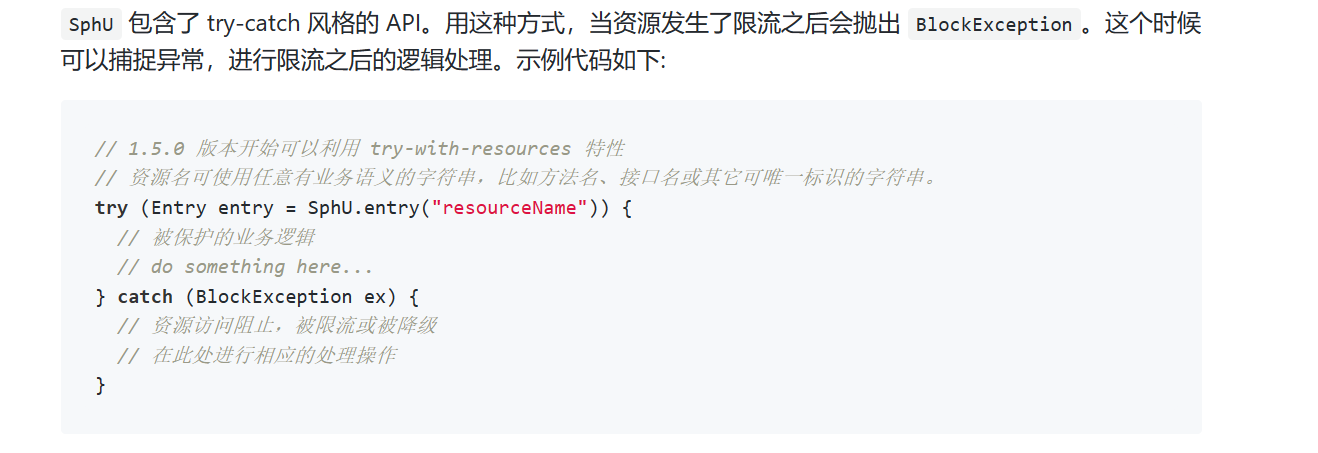 SphU 包含了 try-catch 风格的 API。用这种方式，当资源发生了限流之后会抛出 BlockException 。这个时候
可以捕捉异常，进行限流之后的逻辑处理。示例代码如下:
// 1.5.0 版本开始可以利用 try-with-resources 特性
// 资源名可使用任意有业务语义的字符串，比如方法名、接口名或其它可唯一标识的字符串。
try (Entry entry = SphU.entry("resourceName")) {
  // 被保护的业务逻辑
  // do something here...
} catch (BlockException ex) {
  // 资源访问阻止，被限流或被降级
  // 在此处进行相应的处理操作
}